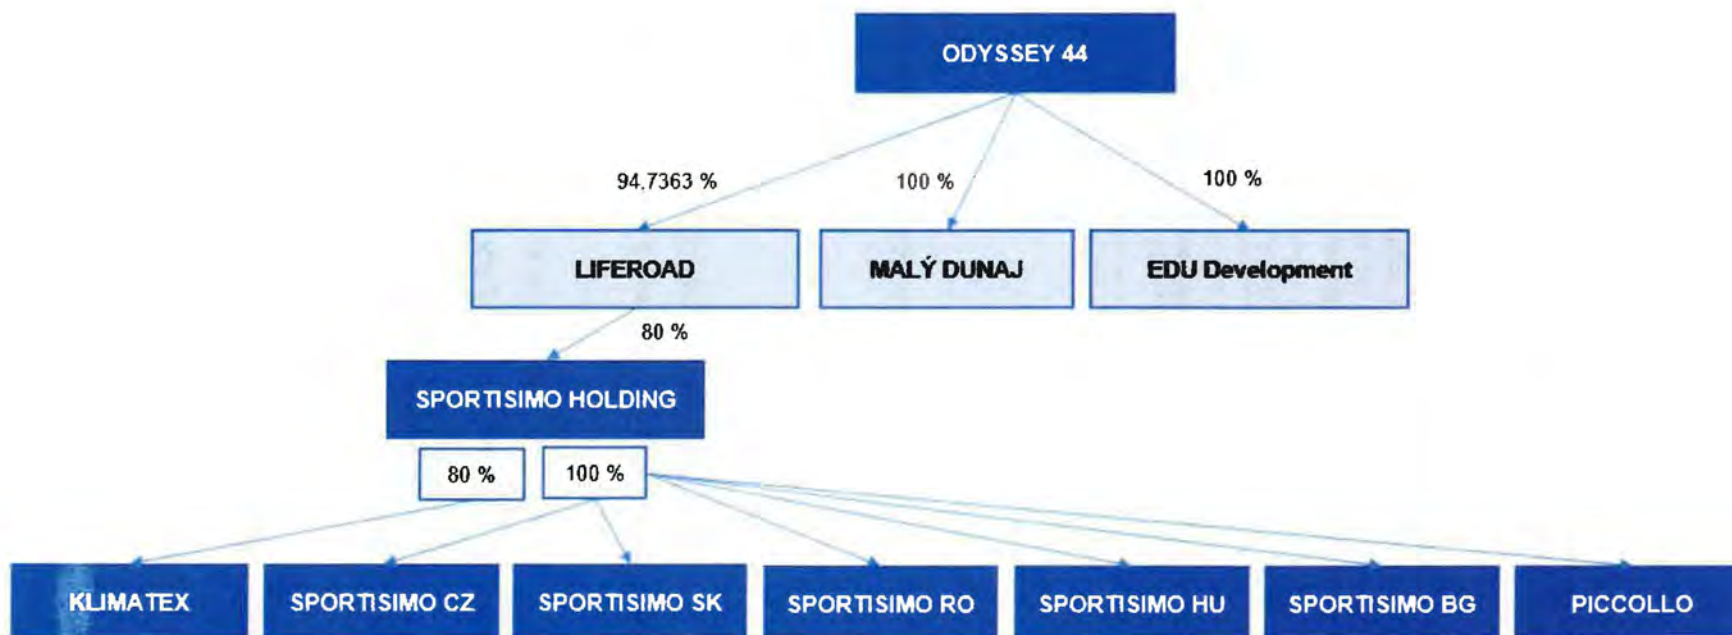 ODYSSEY 44
94.7363 %
100 %
100 %
LIFEROAD
MALÝ DUNAJ
EDU Development
80 %
SPORTISIMO HOLDING
80 %
100 %
KLIMATEX
SPORTISIMO CZ
SPORTISIMO SK
SPORTISIMO RO
SPORTISIMO HU
SPORTISIMO BG
PICCOLLO